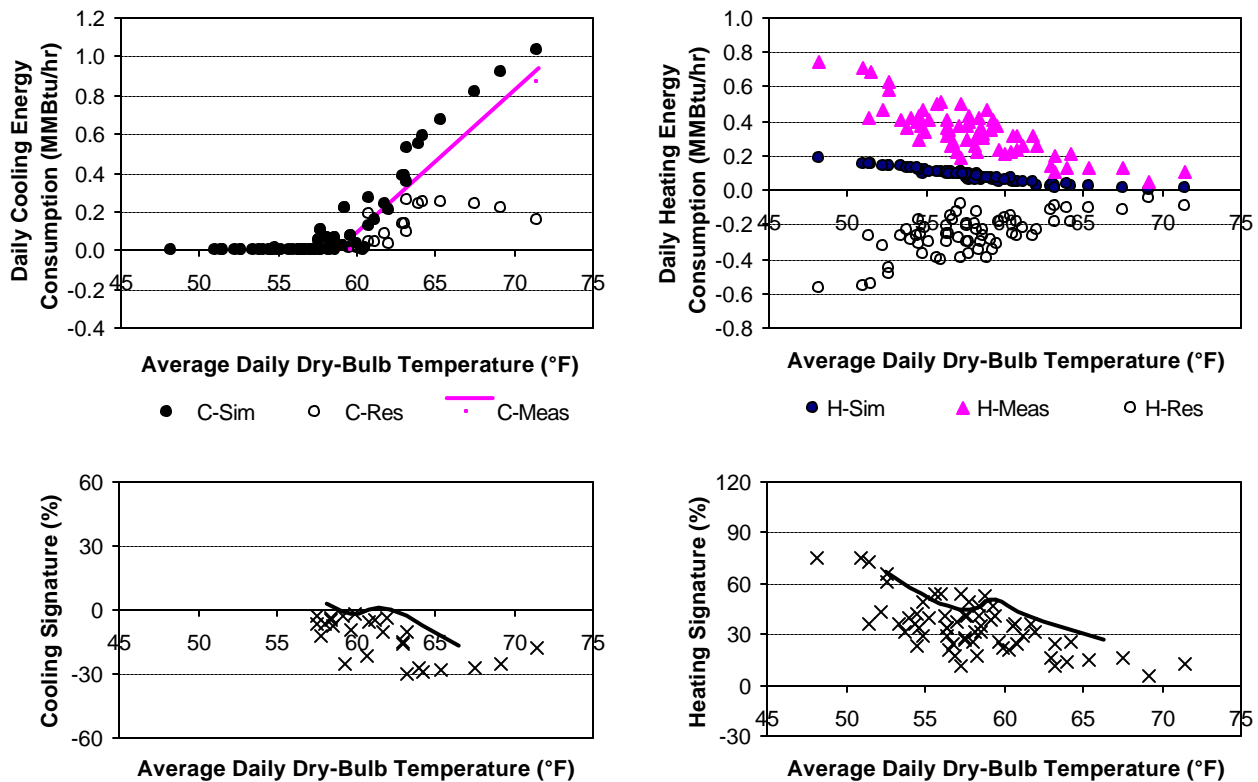 Daily Cooling Energy
Consumption (MMBtu/hr)
1.2
1.0
0.8
0.6
0.4
0.2
0.0
-0.2
-0.4
45 50 55 60 65 70 75
Average Daily Dry-Bulb Temperature (°F)
C-Sim C-Res C-Meas
Daily Heating Energy
Consumption (MMBtu/hr)
1.0
0.8
0.6
0.4
0.2
0.0
-0.2
-0.4
-0.6
-0.8
45 50 55 60 65 70 75
Average Daily Dry-Bulb Temperature (°F)
H-Sim H-Meas H-Res
Cooling Signature (%)
60
30
0
-30
-60
45 50 55 60 65 70 75
Average Daily Dry-Bulb Temperature (°F)
Heating Signature (%)
120
90
60
30
0
-30
45 50 55 60 65 70 75
Average Daily Dry-Bulb Temperature (°F)